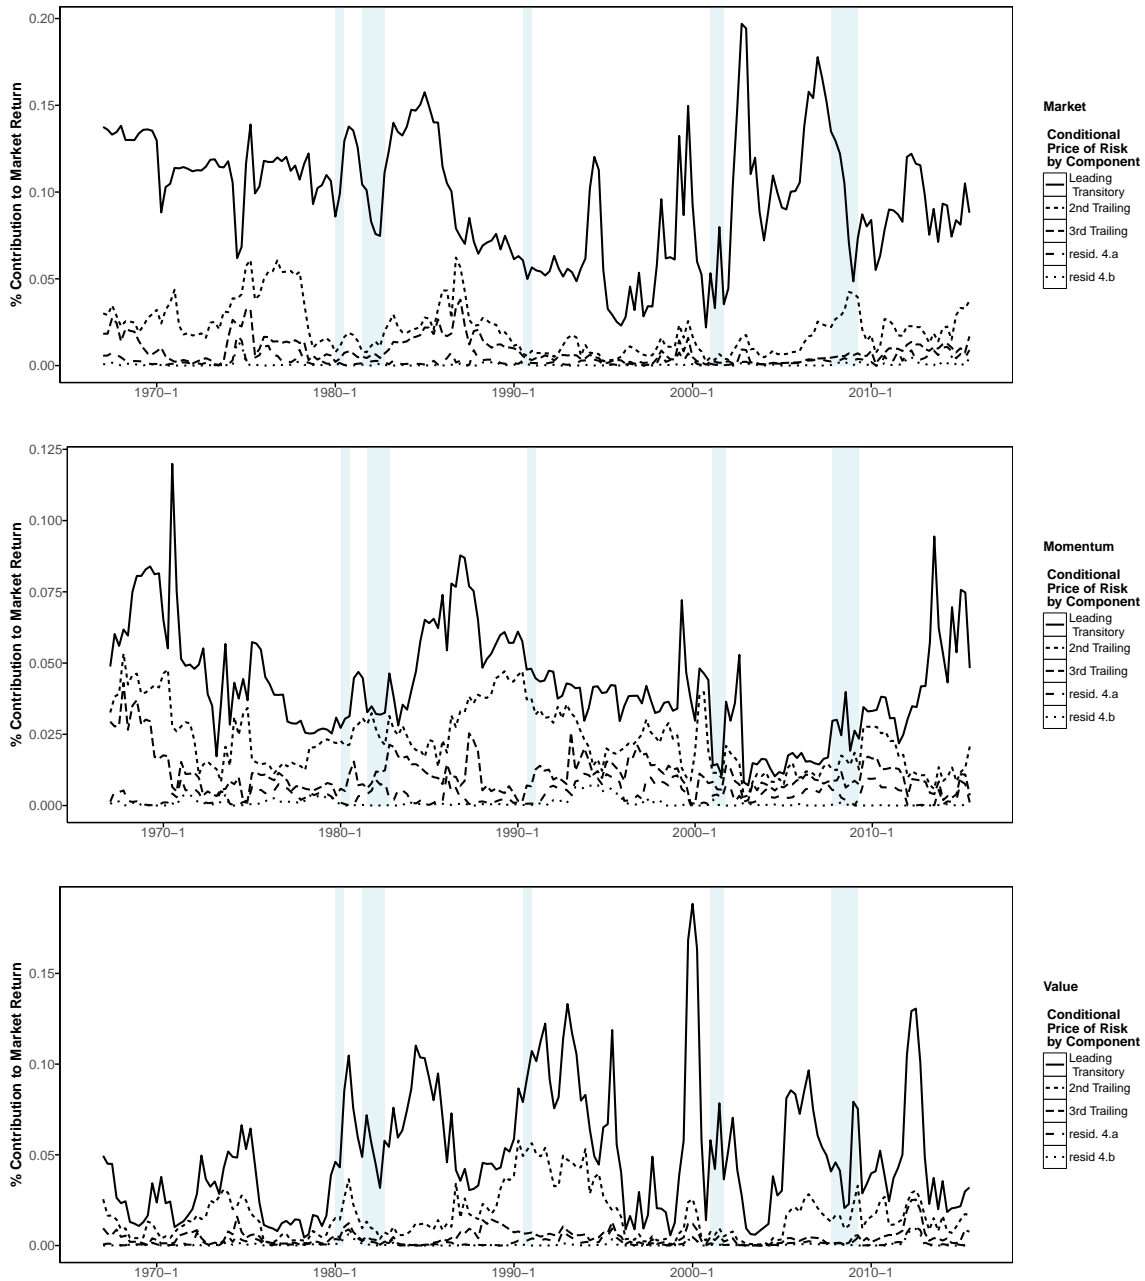 0.20
0.15
0.10
0.05
0.00
% Contribution to Market Return
1970–1
1980–1
1990–1
2000–1
2010–1
Market
Conditional
Price of Risk
by Component
Leading
Transitory
2nd Trailing
3rd Trailing
resid. 4.a
resid 4.b
0.125
0.100
0.075
0.050
0.025
0.000
% Contribution to Market Return
1970–1
1980–1
1990–1
2000–1
2010–1
Momentum
Conditional
Price of Risk
by Component
Leading
Transitory
2nd Trailing
3rd Trailing
resid. 4.a
resid 4.b
0.15
0.10
0.05
0.00
% Contribution to Market Return
1970–1
1980–1
1990–1
2000–1
2010–1
Value
Conditional
Price of Risk
by Component
Leading
Transitory
2nd Trailing
3rd Trailing
resid. 4.a
resid 4.b